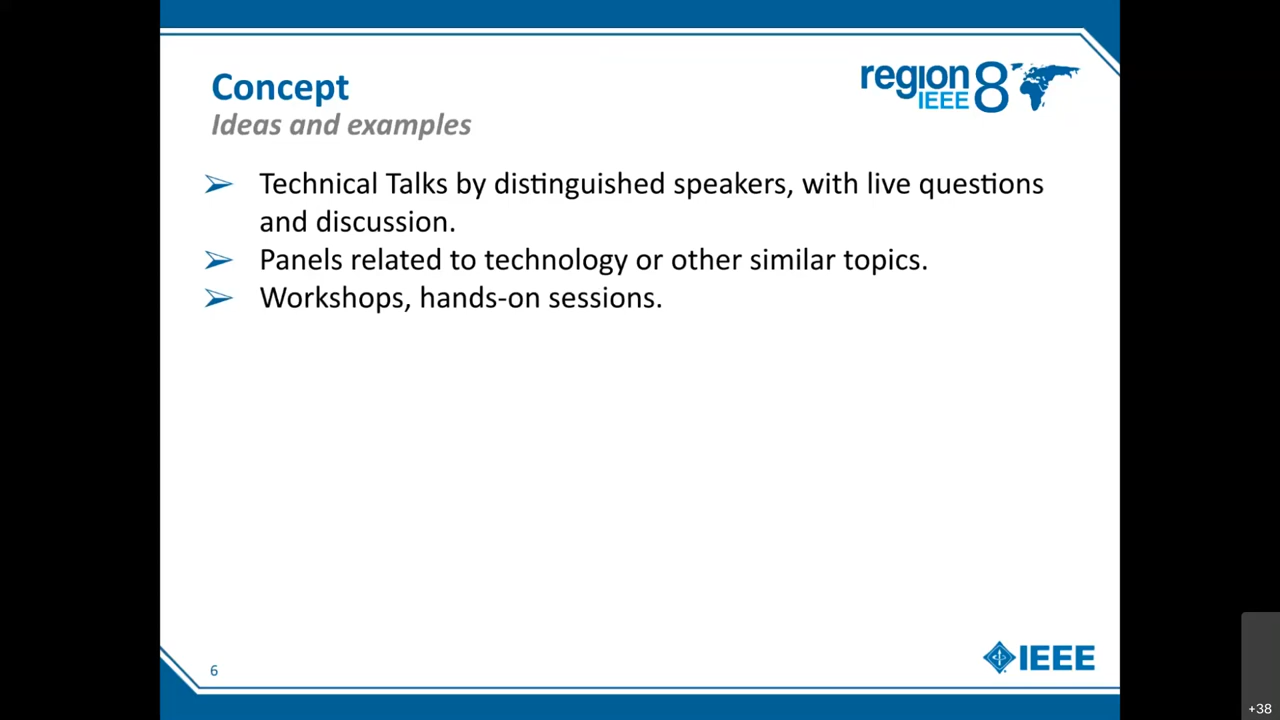 Concept
region 8
IEEE
Ideas and examples
➢ Technical Talks by distinguished speakers, with live questions
and discussion.
➢ Panels related to technology or other similar topics.
➢ Workshops, hands-on sessions.
6
IEEE
+38